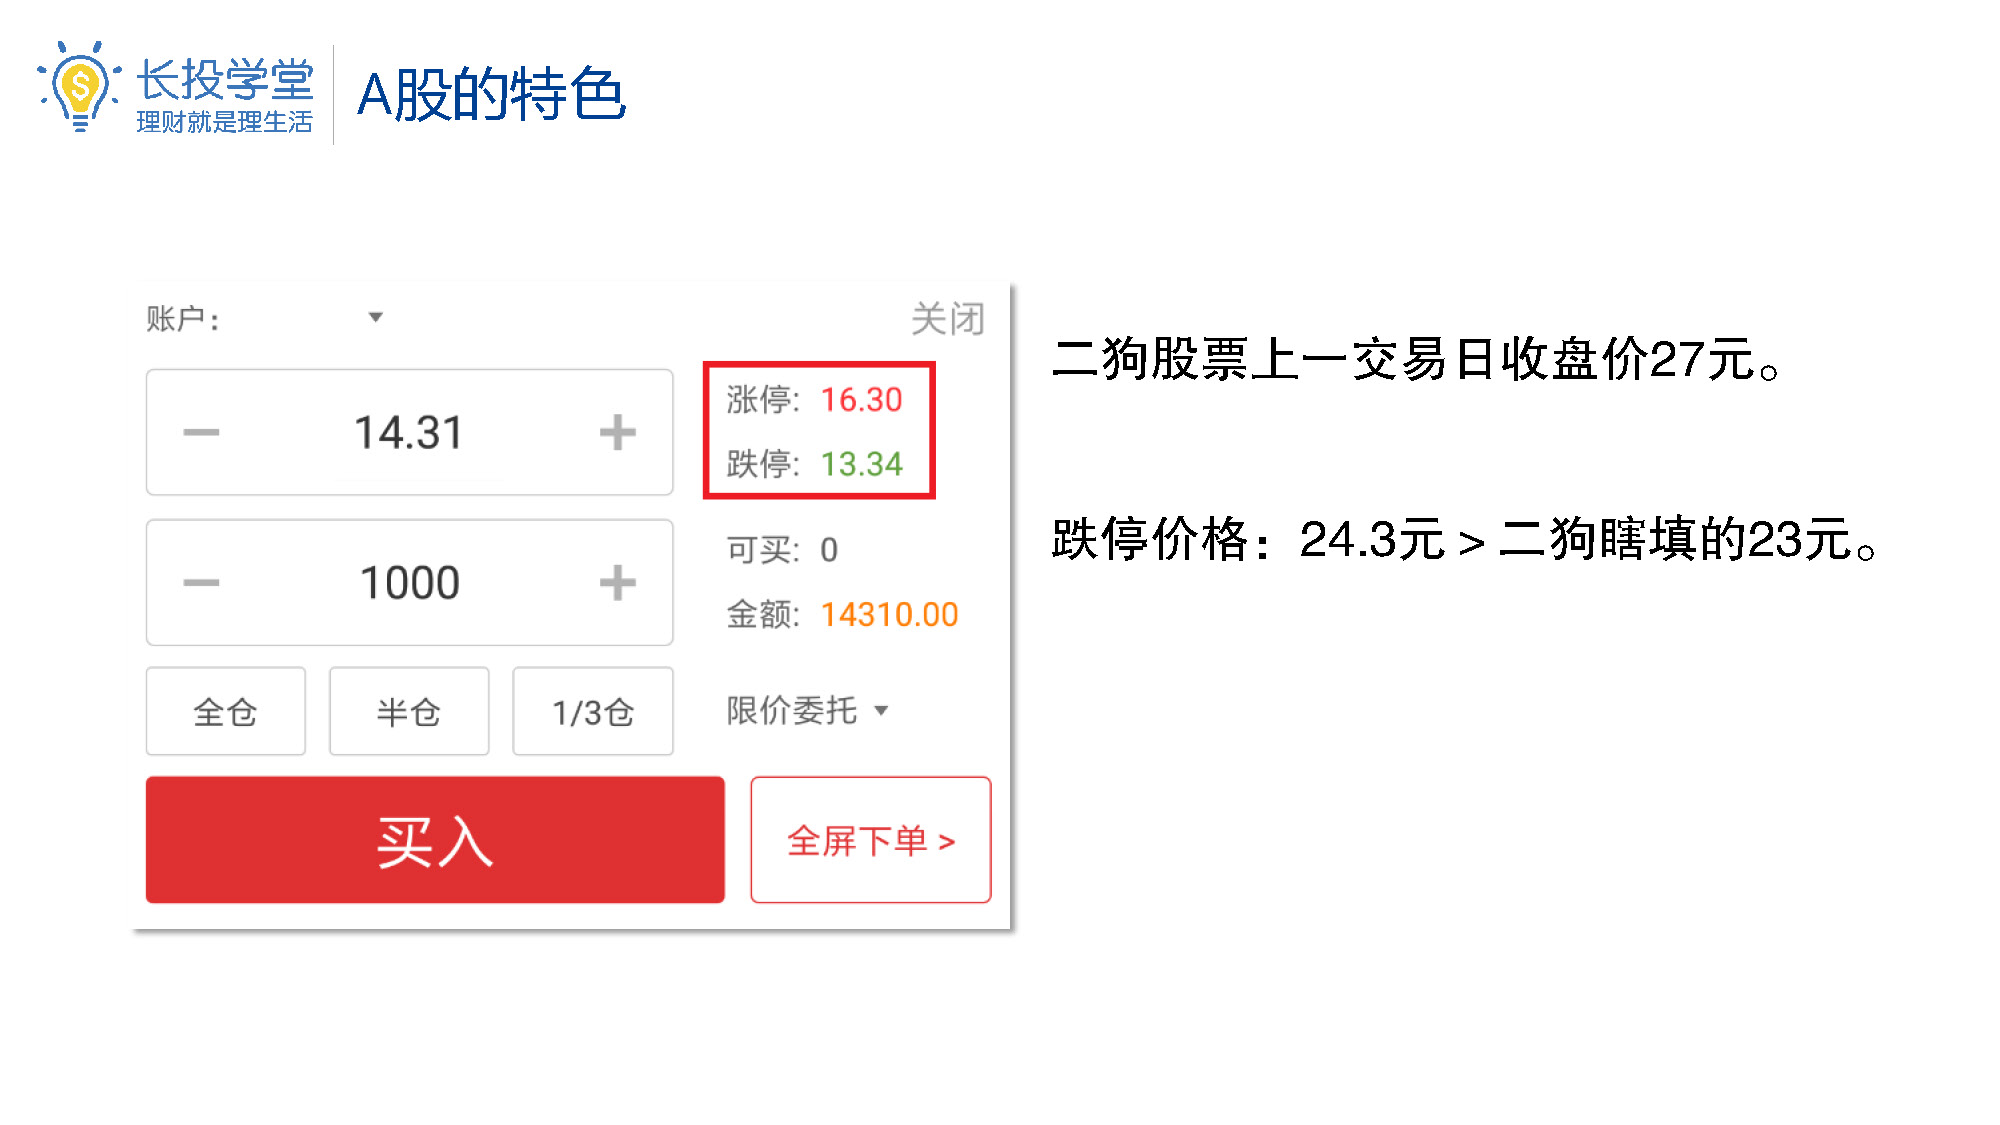 长投学堂
理财就是理生活
A股的特色
账户：
关闭
14.31
涨停: 16.30
跌停: 13.34
1000
可买: 0
金额: 14310.00
全仓
半仓
1/3仓
限价委托
买入
全屏下单 >
二狗股票上一交易日收盘价27元。
跌停价格：24.3元 > 二狗瞎填的23元。